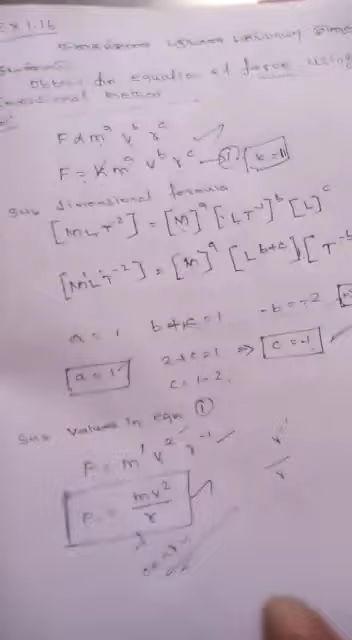 Ex 1.16
Obtain an equation of force using
dimensional method
F ∝ m^a v^b r^c
F = K m^a v^b r^c — ① K=1
Sub dimensional formula
[MLT^-2] = [M]^a [LT^-1]^b [L]^c
[M^1L^1T^-2] = [M]^a [L^b+c] [T^-b
a = 1 b+c = 1 -b = -2
a = 1 2+c = 1 ⇒ c = -1
c = 1-2
Sub values in eqn ①
F = m^1 v^2 r^-1
F = mv^2/r